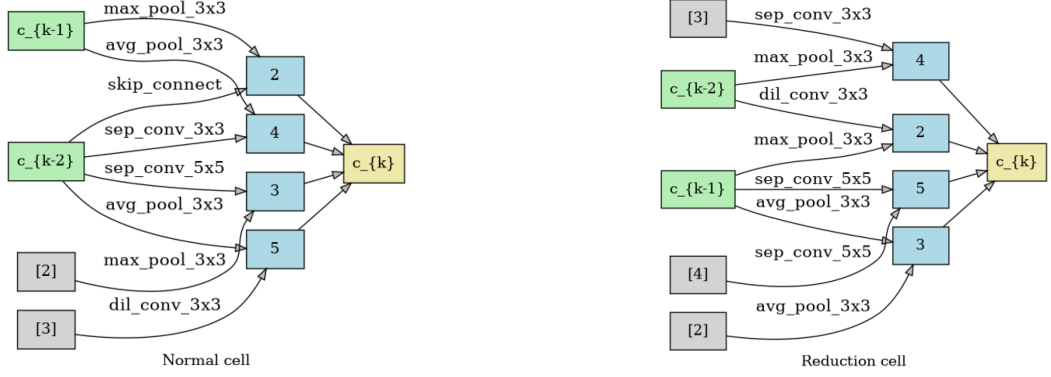 max_pool_3x3
c_{k-1}
avg_pool_3x3
2
skip_connect
sep_conv_3x3
4
c_{k-2}
c_{k}
sep_conv_5x5
3
avg_pool_3x3
5
[2]
max_pool_3x3
dil_conv_3x3
[3]
Normal cell
[3]
sep_conv_3x3
max_pool_3x3
4
c_{k-2}
dil_conv_3x3
2
max_pool_3x3
c_{k}
c_{k-1}
sep_conv_5x5
5
avg_pool_3x3
3
sep_conv_5x5
[4]
avg_pool_3x3
[2]
Reduction cell